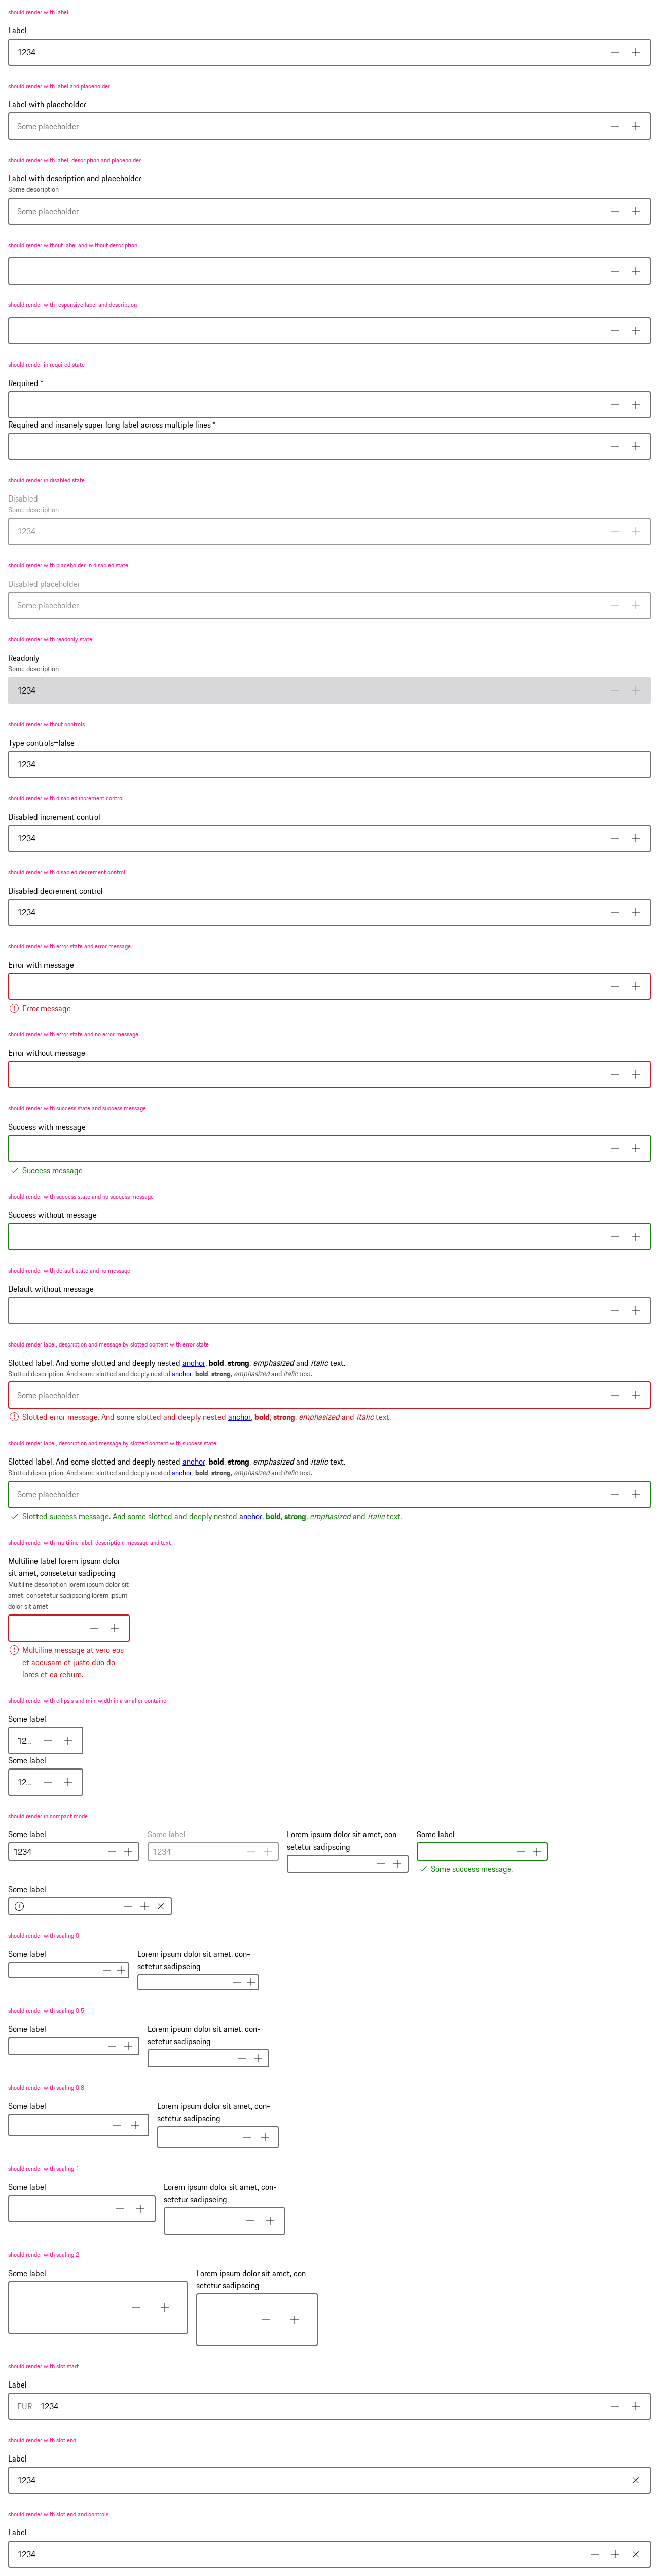 should render with label
Label
1234
should render with label and placeholder
Label with placeholder
Some placeholder
should render with label, description and placeholder
Label with description and placeholder
Some description
Some placeholder
should render without label and without description
should render with responsive label and description
should render in required state
Required *
Required and insanely super long label across multiple lines *
should render in disabled state
Disabled
Some description
1234
should render with placeholder in disabled state
Disabled placeholder
Some placeholder
should render with readonly state
Readonly
Some description
1234
should render without controls
Type controls=false
1234
should render with disabled increment control
Disabled increment control
1234
should render with disabled decrement control
Disabled decrement control
1234
should render with error state and error message
Error with message
Error message
should render with error state and no error message
Error without message
should render with success state and success message
Success with message
Success message
should render with success state and no success message
Success without message
should render with default state and no message
Default without message
should render label, description and message by slotted content with error state
Slotted label. And some slotted and deeply nested anchor, bold, strong, emphasized and italic text.
Slotted description. And some slotted and deeply nested anchor, bold, strong, emphasized and italic text.
Some placeholder
Slotted error message. And some slotted and deeply nested anchor, bold, strong, emphasized and italic text.
should render label, description and message by slotted content with success state
Slotted label. And some slotted and deeply nested anchor, bold, strong, emphasized and italic text.
Slotted description. And some slotted and deeply nested anchor, bold, strong, emphasized and italic text.
Some placeholder
Slotted success message. And some slotted and deeply nested anchor, bold, strong, emphasized and italic text.
should render with multiline label, description, message and text
Multiline label lorem ipsum dolor
sit amet, consetetur sadipscing
Multiline description lorem ipsum dolor sit
amet, consetetur sadipscing lorem ipsum
dolor sit amet
Multiline message at vero eos
et accusam et justo duo do-
lores et ea rebum.
should render with ellipsis and min-width in a smaller container
Some label
12...
Some label
12...
should render in compact mode
Some label
1234
Some label
1234
Lorem ipsum dolor sit amet, con-
setetur sadipscing
Some label
Some success message.
Some label
should render with scaling 0
Some label
Lorem ipsum dolor sit amet, con-
setetur sadipscing
should render with scaling 0.5
Some label
Lorem ipsum dolor sit amet, con-
setetur sadipscing
should render with scaling 0.8
Some label
Lorem ipsum dolor sit amet, con-
setetur sadipscing
should render with scaling 1
Some label
Lorem ipsum dolor sit amet, con-
setetur sadipscing
should render with scaling 2
Some label
Lorem ipsum dolor sit amet, con-
setetur sadipscing
should render with slot start
Label
EUR 1234
should render with slot end
Label
1234
should render with slot end and controls
Label
1234